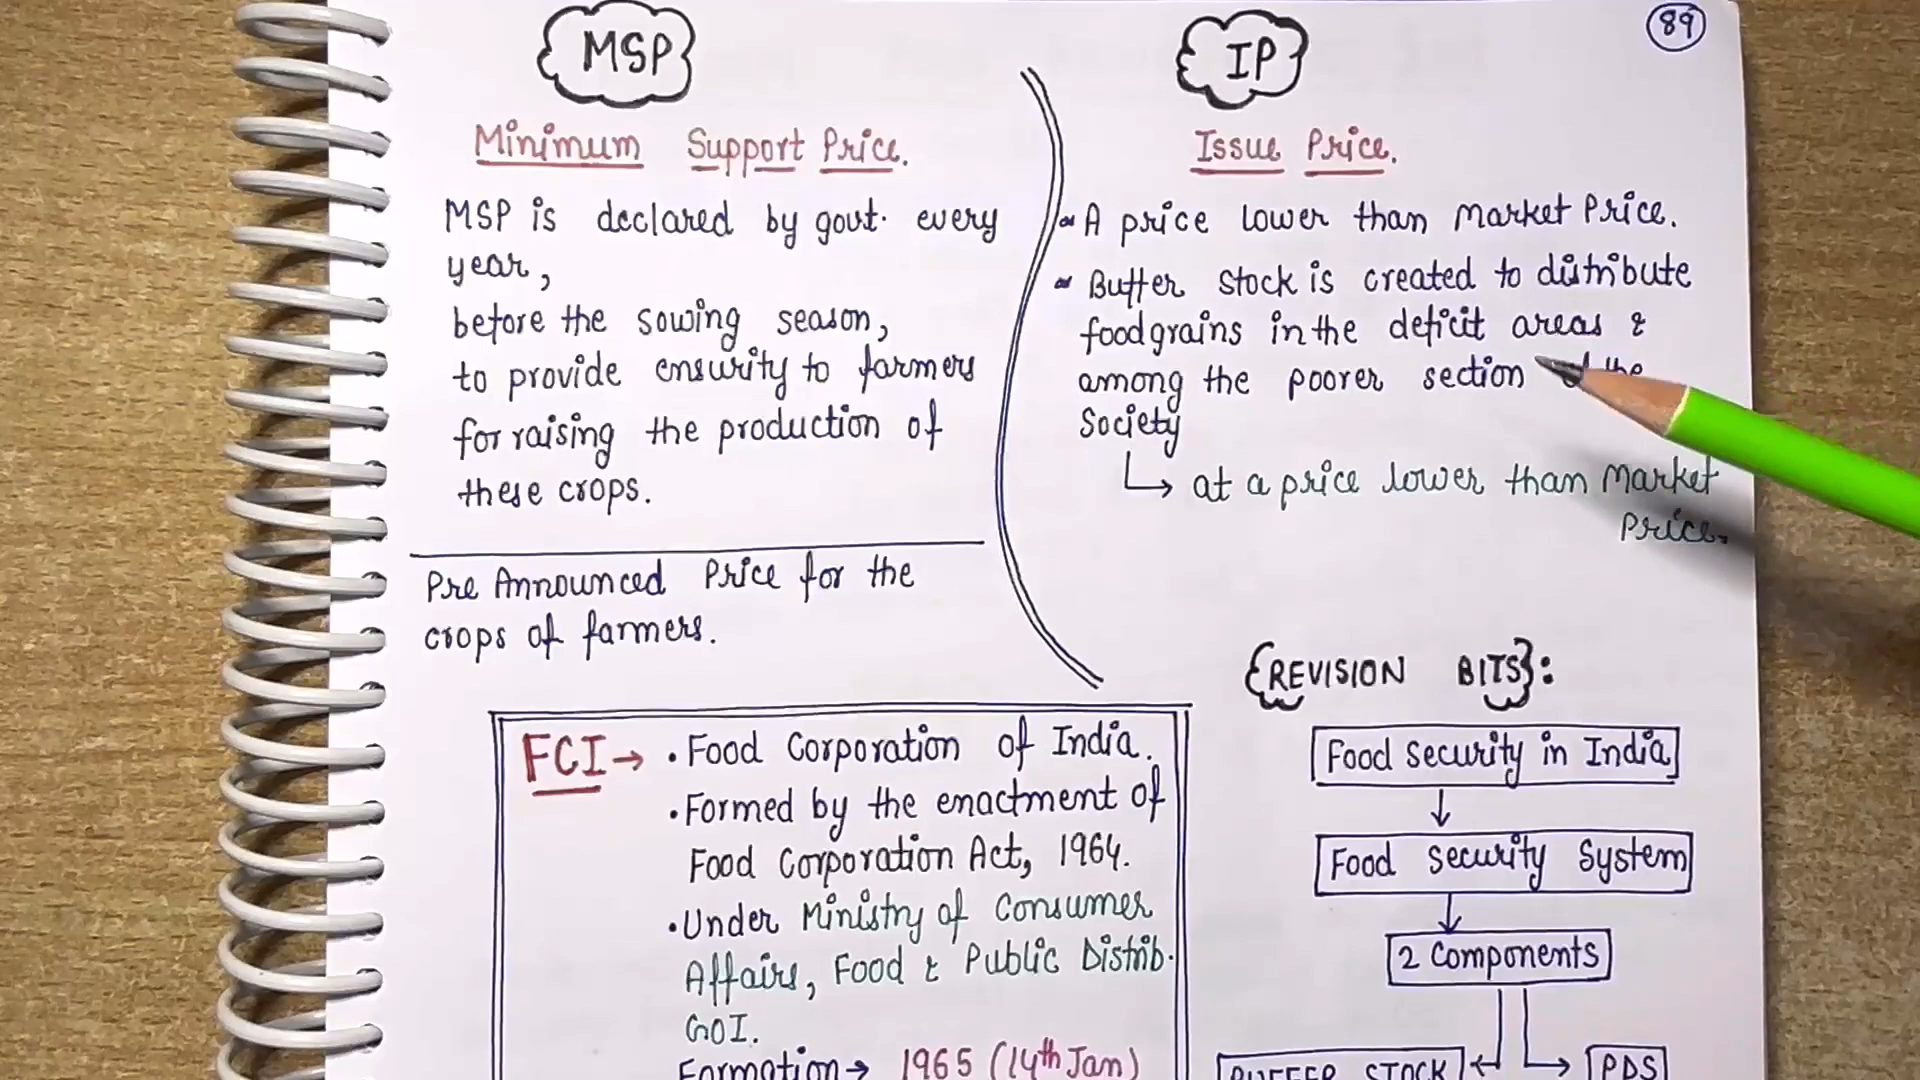 89
MSP
Minimum Support Price.
MSP is declared by govt. every
year,
before the sowing season,
to provide ensurity to farmers
for raising the production of
these crops.
Pre Announced Price for the
crops of farmers.
IP
Issue Price.
A price lower than Market Price.
Buffer stock is created to distribute
foodgrains in the deficit areas &
among the poorer section of the
Society
↳ at a price lower than Market
Price.
FCI → • Food Corporation of India.
• Formed by the enactment of
Food Corporation Act, 1964.
• Under Ministry of Consumer
Affairs, Food & Public Distrib.
GOI.
Formation → 1965 (14th Jan)
{REVISION BITS}:
Food security in India
↓
Food Security System
↓
2 Components
BUFFER STOCK ← → PDS